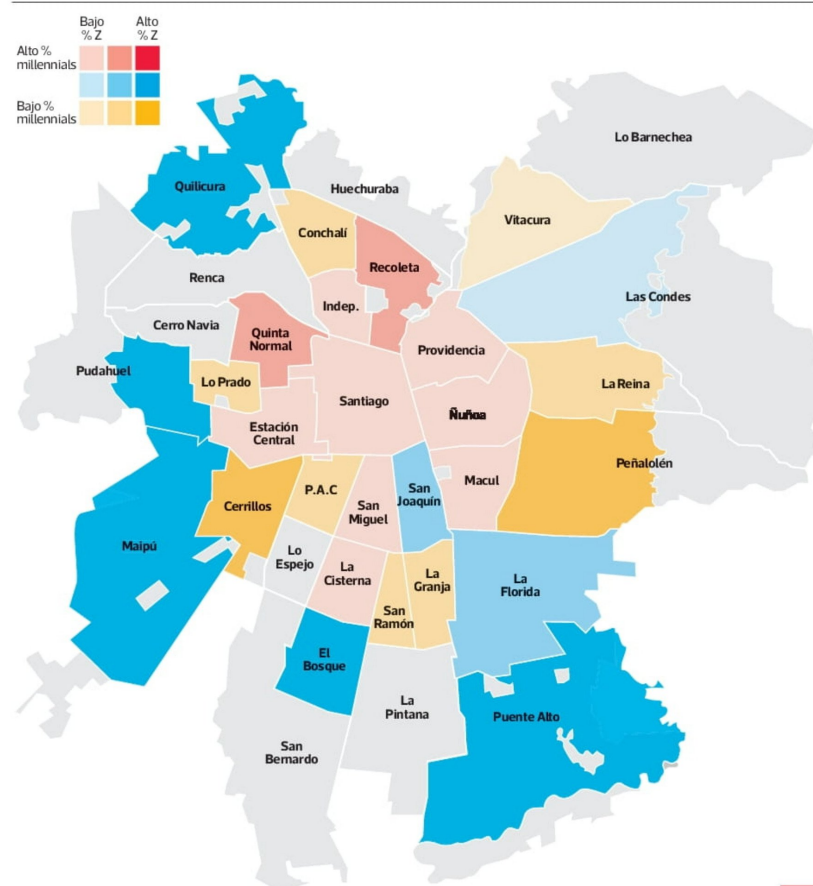 Bajo
% Z
Alto
% Z
Alto %
millennials
Bajo %
millennials
Lo Barnechea
Quilicura
Huechuraba
Vitacura
Conchalí
Recoleta
Renca
Las Condes
Indep.
Cerro Navia
Quinta
Normal
Providencia
Pudahuel
Lo Prado
La Reina
Santiago
Ñuñoa
Estación
Central
Peñalolén
Macul
P.A.C
San
Joaquín
San
Miguel
Cerrillos
Maipú
Lo
Espejo
La
Cisterna
La
Granja
La
Florida
San
Ramón
El
Bosque
La
Pintana
Puente Alto
San
Bernardo